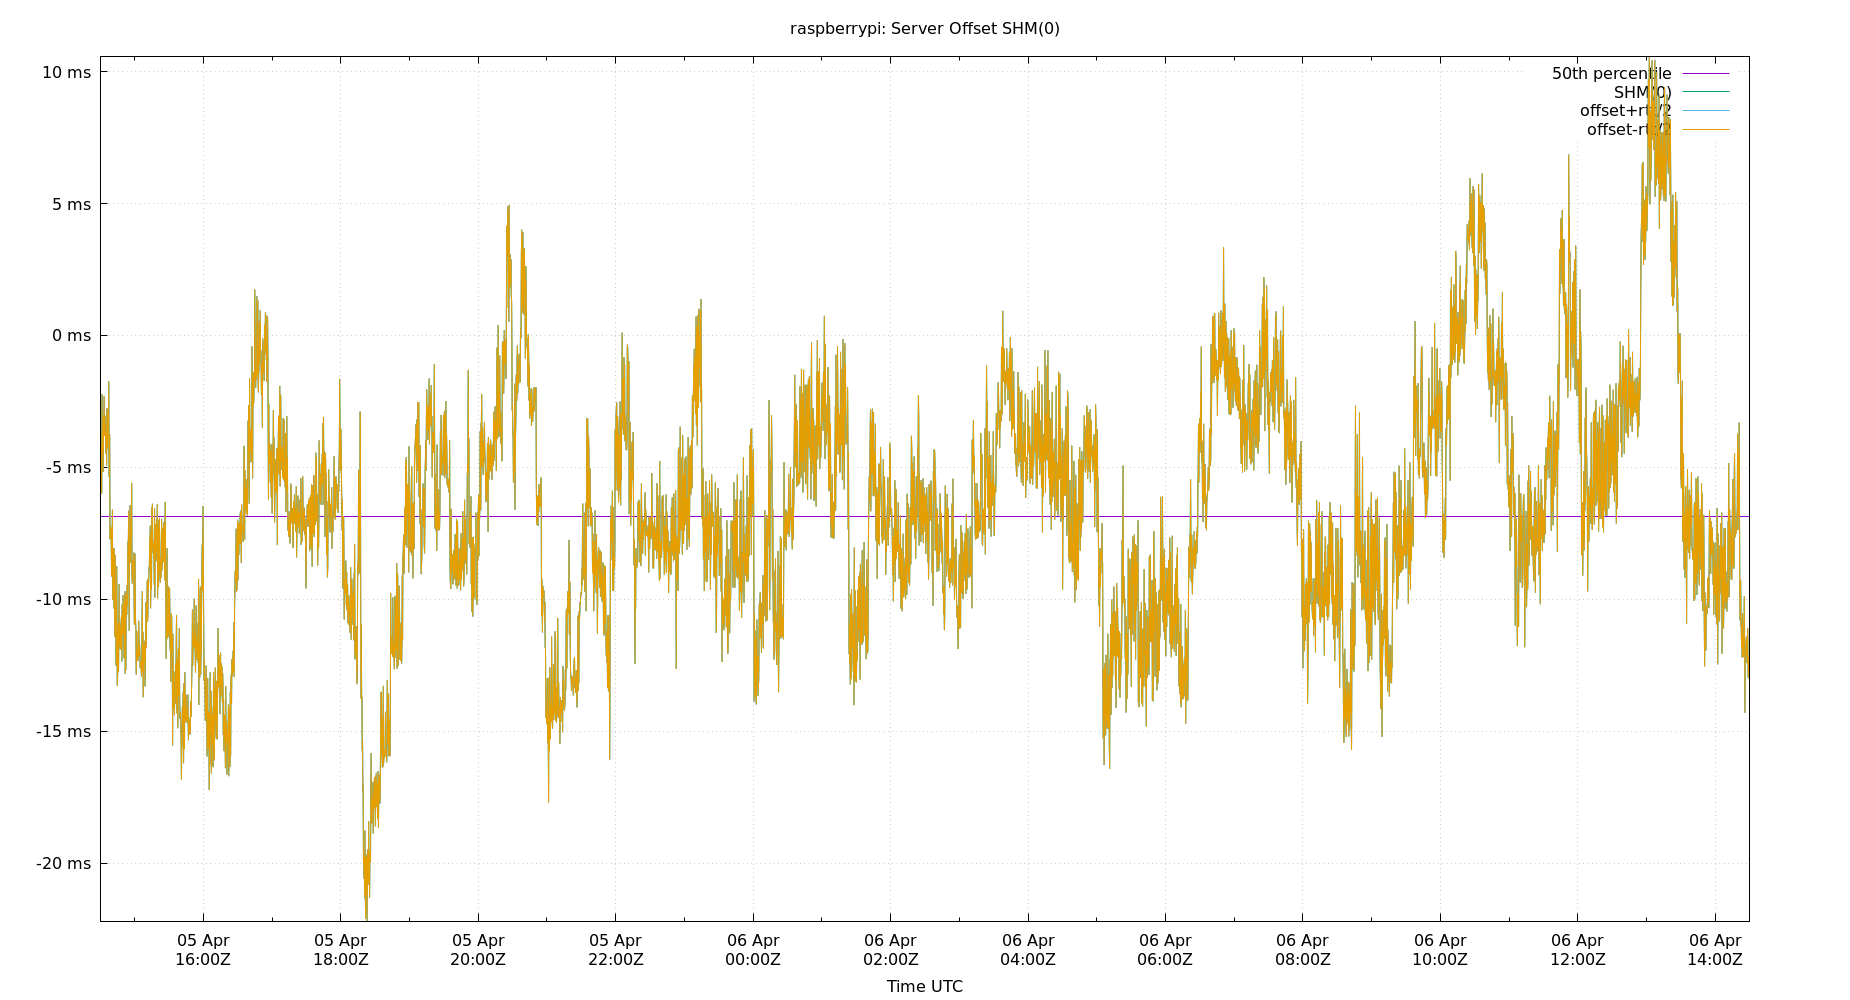 raspberrypi: Server Offset SHM(0)
10 ms
5 ms
0 ms
-5 ms
-10 ms
-15 ms
-20 ms
50th percentile
SHM(0)
offset+rtt/2
offset-rtt/2
05 Apr 05 Apr 05 Apr 05 Apr 06 Apr 06 Apr 06 Apr 06 Apr 06 Apr 06 Apr 06 Apr 06 Apr
16:00Z 18:00Z 20:00Z 22:00Z 00:00Z 02:00Z 04:00Z 06:00Z 08:00Z 10:00Z 12:00Z 14:00Z
Time UTC